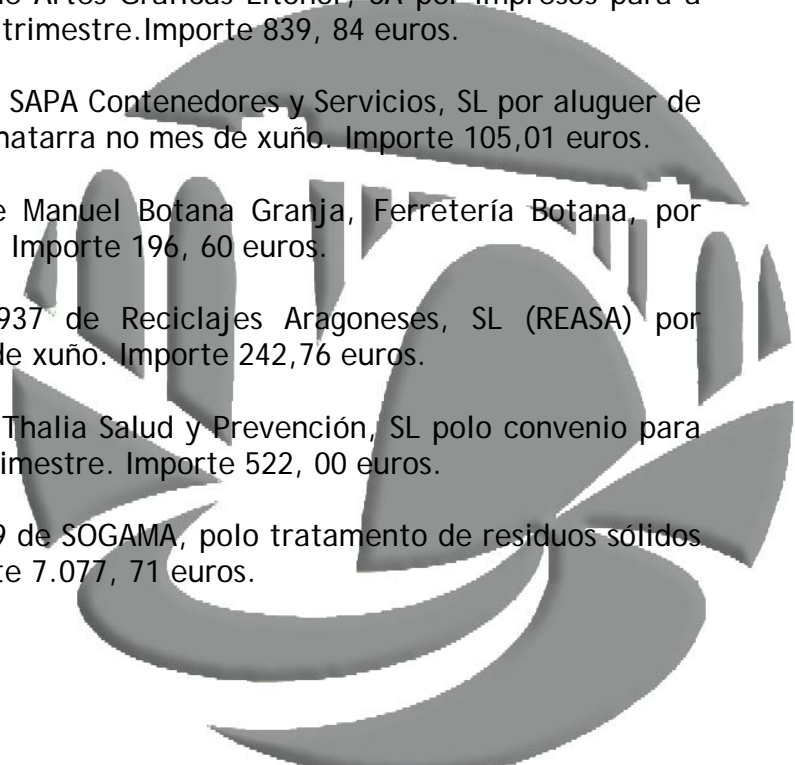 trimestre.Importe 839, 84 euros.
SAPA Contenedores y Servicios, SL por aluguer de
hatarra no mes de xuño. Importe 105,01 euros.
e Manuel Botana Granja, Ferretería Botana, por
Importe 196, 60 euros.
937 de Reciclajes Aragoneses, SL (REASA) por
de xuño. Importe 242,76 euros.
Thalia Salud y Prevención, SL polo convenio para
imestre. Importe 522, 00 euros.
9 de SOGAMA, polo tratamento de residuos sólidos
te 7.077, 71 euros.